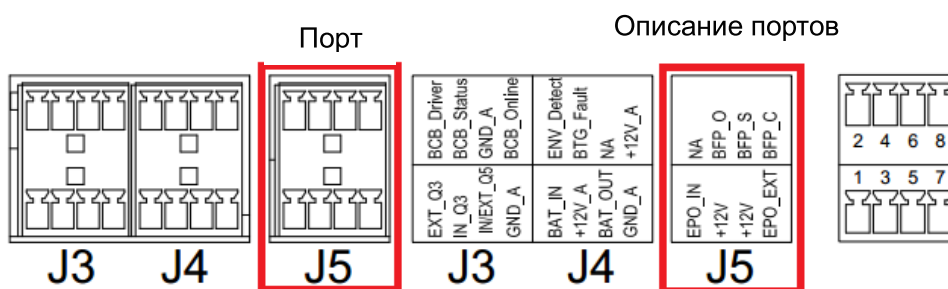 Порт
Описание портов
BCB_Driver
BCB_Status
GND_A
BCB_Online
ENV_Detect
BTG_Fault
NA
+12V_A
NA
BFP_O
BFP_S
BFP_C
2 4 6 8
EXT_Q3
IN_Q3
IN/EXT_Q5
GND_A
BAT_IN
+12V_A
BAT_OUT
GND_A
EPO_IN
+12V
+12V
EPO_EXT
1 3 5 7
J3 J4 J5 J3 J4 J5